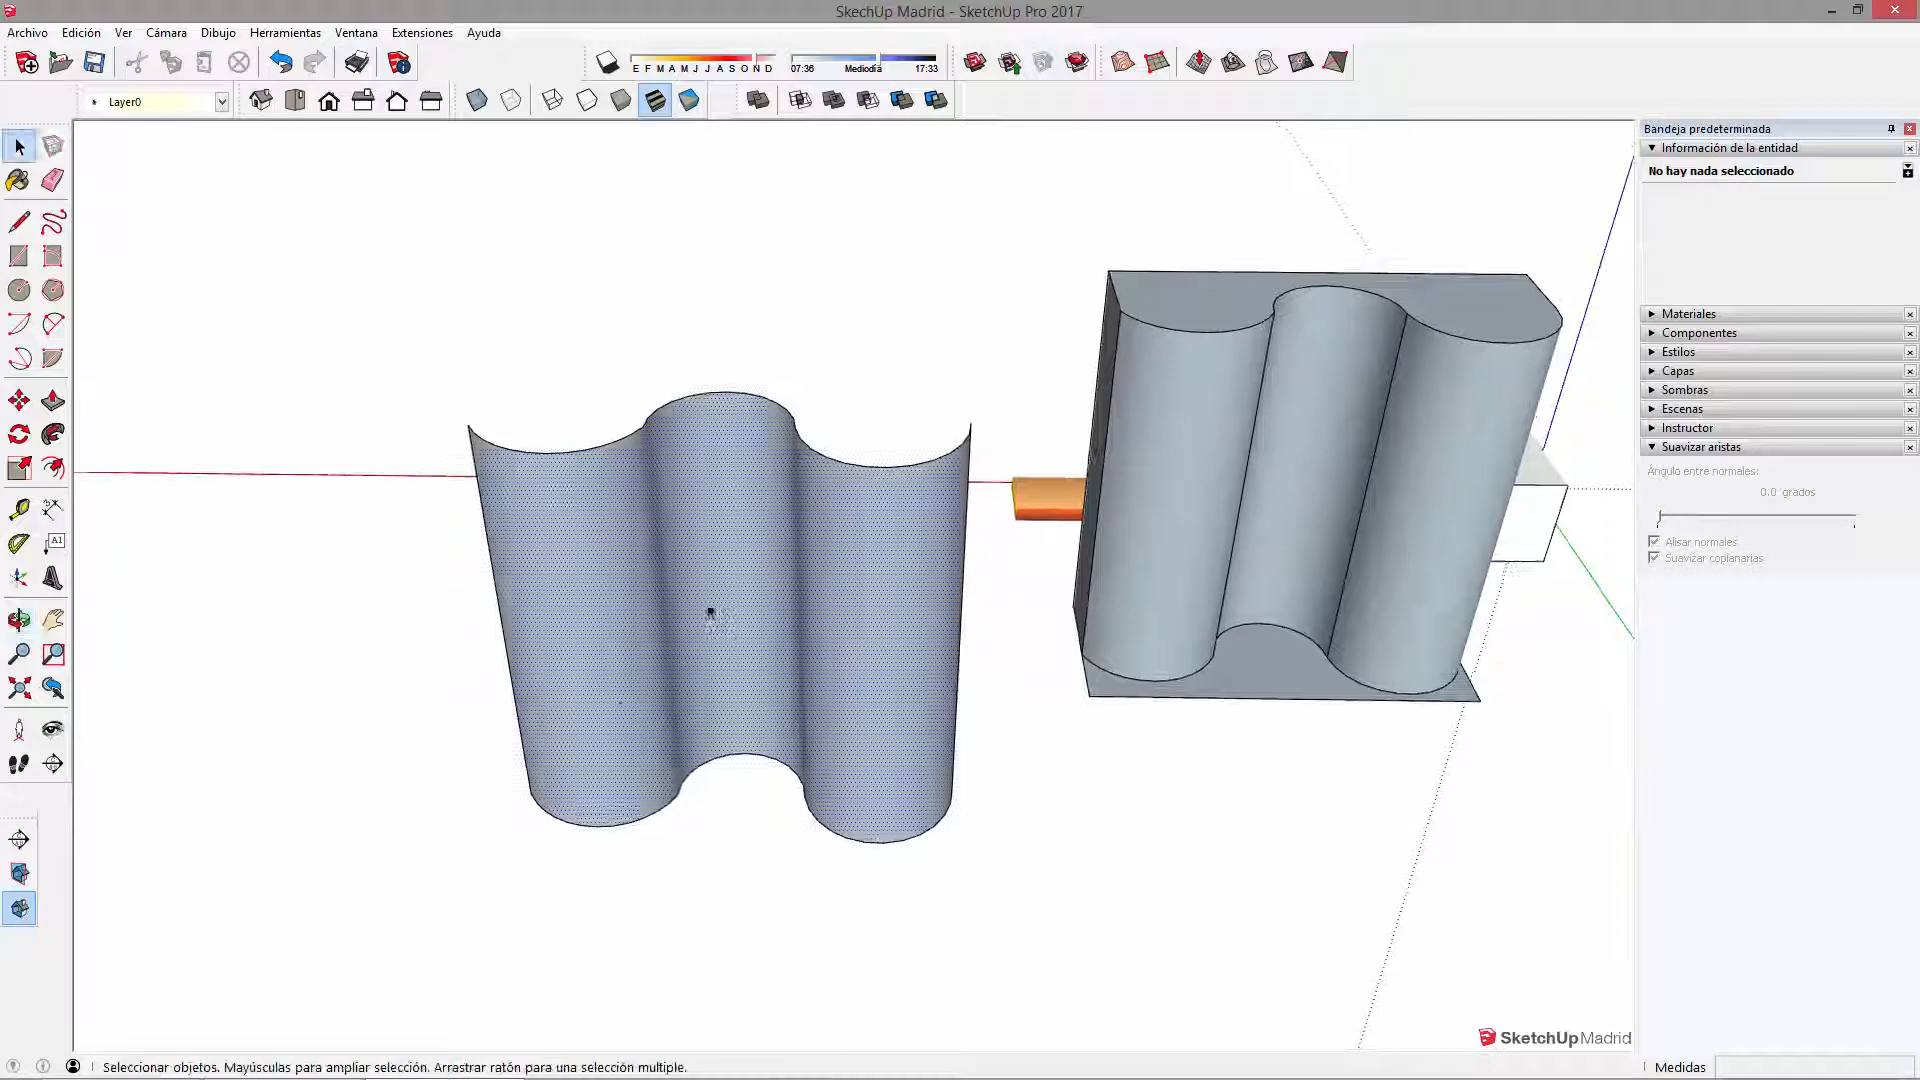 SkechUp Madrid - SketchUp Pro 2017
Archivo Edición Ver Cámara Dibujo Herramientas Ventana Extensiones Ayuda
E F M A M J J A S O N D
07:36 Mediodía 17:33
Layer0
Bandeja predeterminada
Información de la entidad
No hay nada seleccionado
Materiales
Componentes
Estilos
Capas
Sombras
Escenas
Instructor
Suavizar aristas
Ángulo entre normales:
0.0 grados
Alisar normales
Suavizar coplanarias
A1
SketchUp Madrid
Seleccionar objetos. Mayúsculas para ampliar selección. Arrastrar ratón para una selección multiple.
Medidas